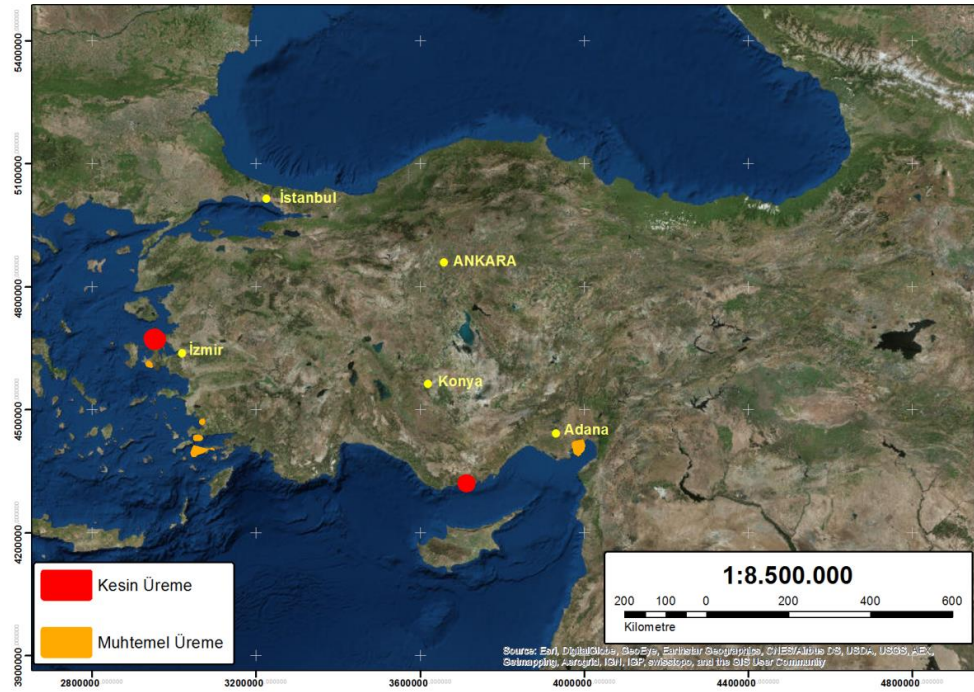 5400000
5100000
4800000
4500000
4200000
3900000
İstanbul
ANKARA
İzmir
Konya
Adana
Kesin Üreme
Muhtemel Üreme
1:8.500.000
200 100 0 200 400 600
Kilometre
Source: Esri, DigitalGlobe, GeoEye, Earthstar Geographics, CNES/Airbus DS, USDA, USGS, AEX,
Getmapping, Aerogrid, IGN, IGP, swisstopo, and the GIS User Community
2800000 3200000 3600000 4000000 4400000 4800000